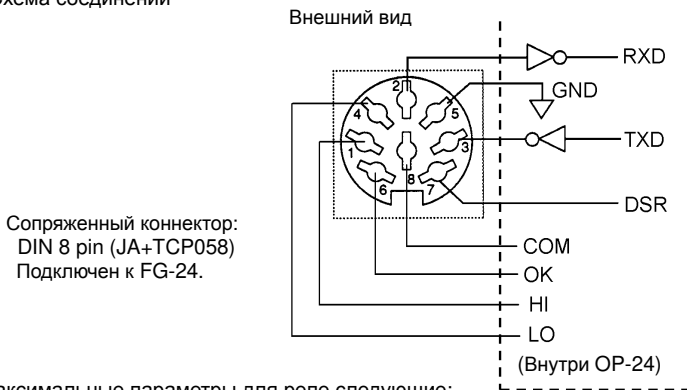 хема соединений
Внешний вид
RXD
2
GND
4
5
TXD
1
3
8
6
7
DSR
Сопряженный коннектор:
DIN 8 pin (JA+TCP058)
Подключен к FG-24.
COM
OK
HI
LO
(Внутри OP-24)
аксимальные параметры для реле следующие: